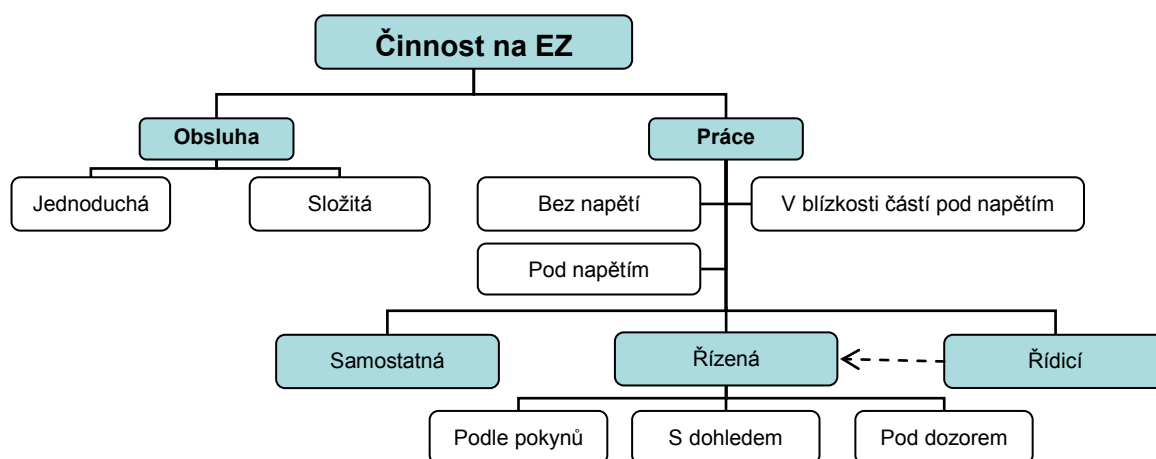 Činnost na EZ
Obsluha
Práce
Jednoduchá
Složitá
Bez napětí
V blízkosti částí pod napětím
Pod napětím
Samostatná
Řízená
Řídicí
Podle pokynů
S dohledem
Pod dozorem